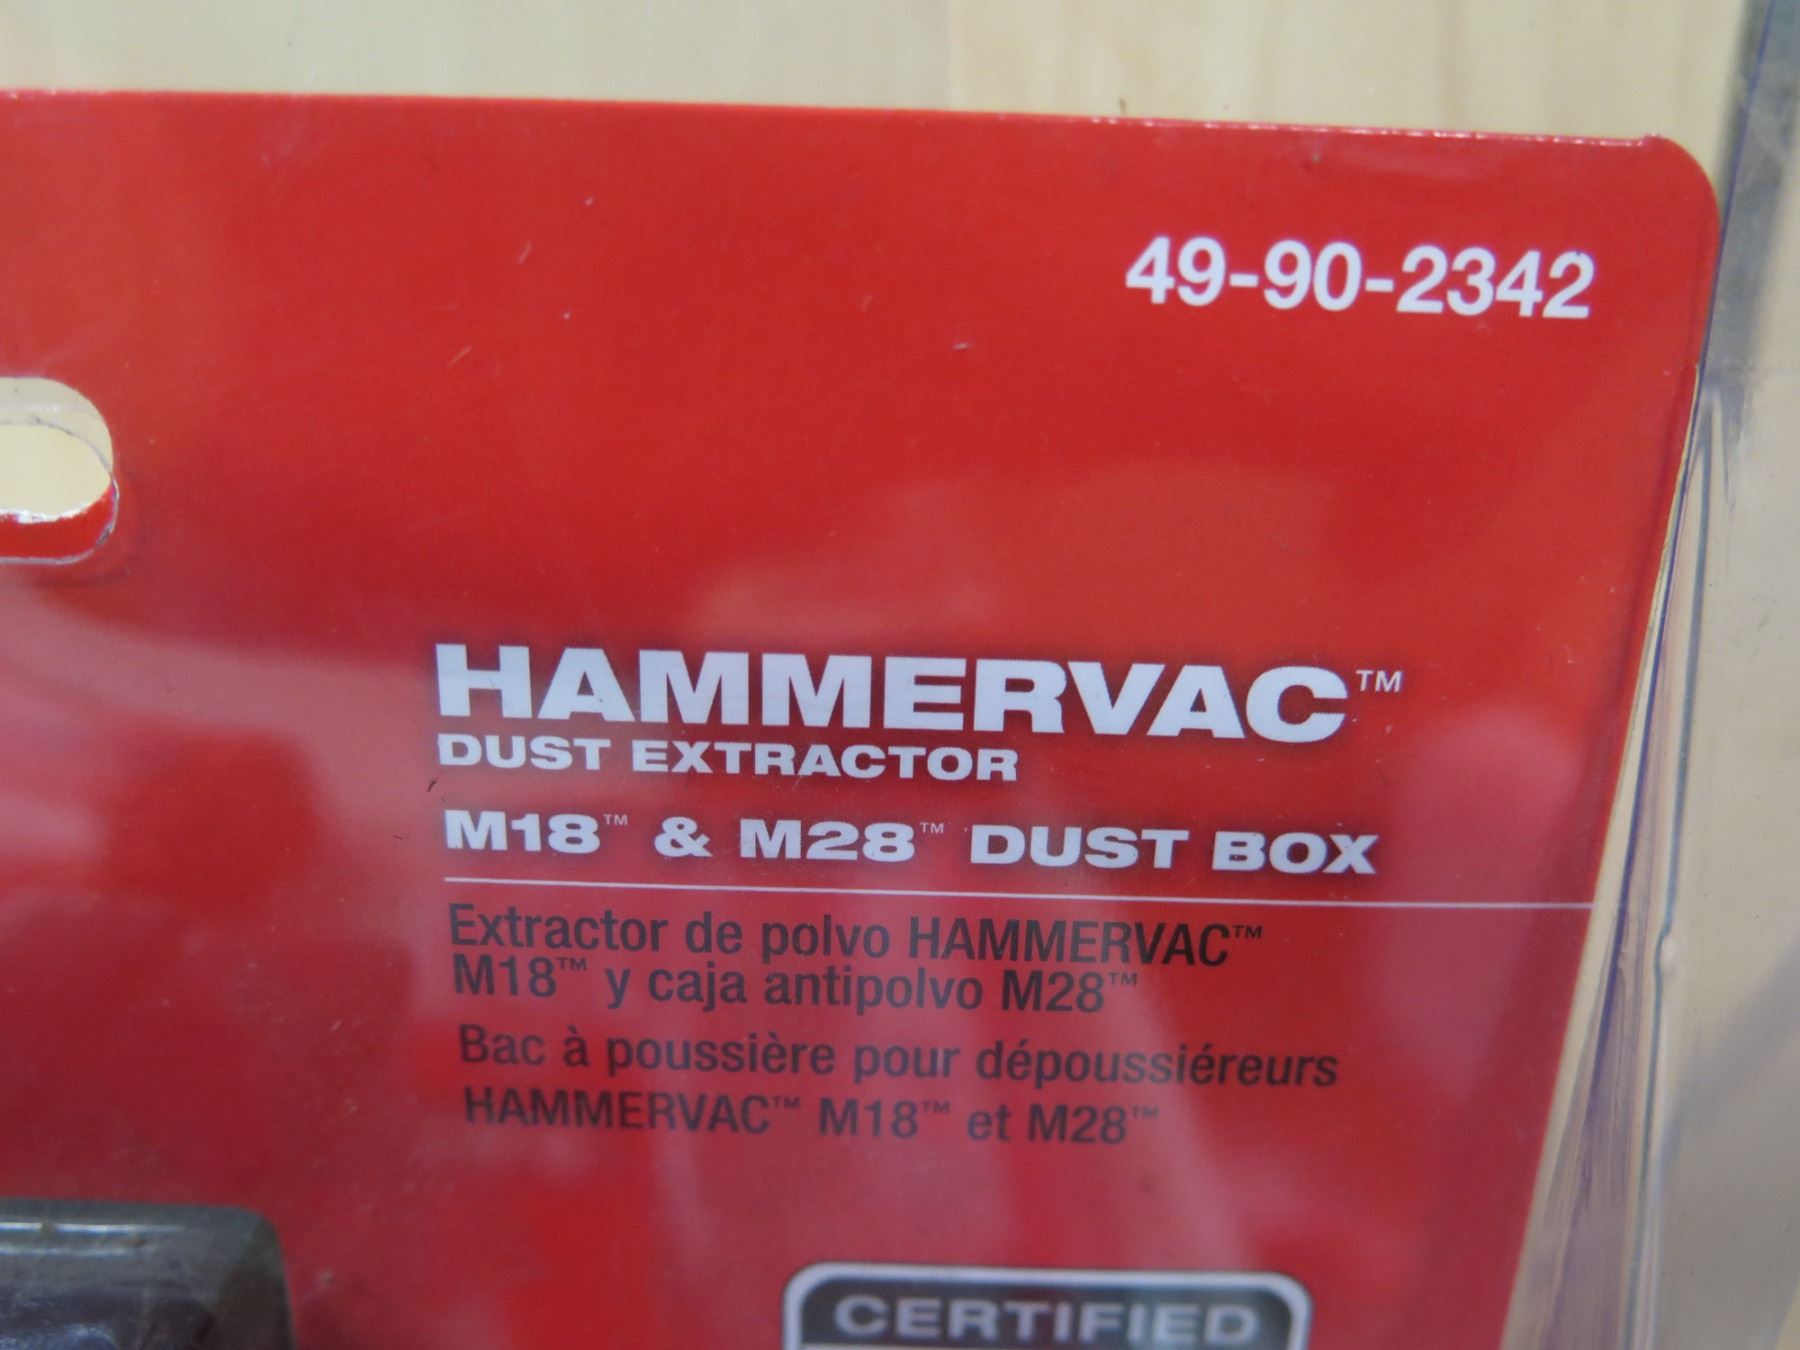 49-90-2342
HAMMERVAC™
DUST EXTRACTOR
M18™ & M28™ DUST BOX
Extractor de polvo HAMMERVAC™
M18™ y caja antipolvo M28™
Bac à poussière pour dépoussiéreurs
HAMMERVAC™ M18™ et M28™
CERTIFIED